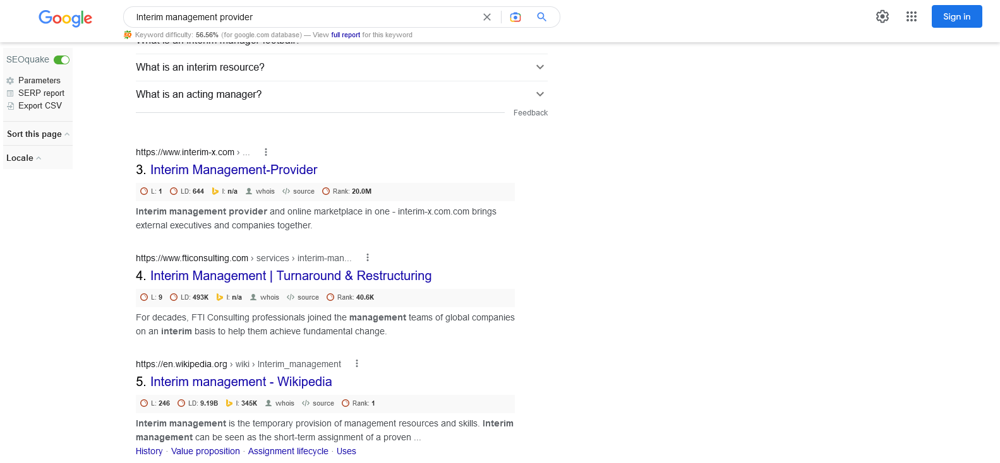 Google
Interim management provider
Sign in
Keyword difficulty: 56.56% (for google.com database) — View full report for this keyword
SEOquake
Parameters
SERP report
Export CSV
Sort this page
Locale
What is an interim manager football?
What is an interim resource?
What is an acting manager?
Feedback
https://www.interim-x.com › ...
3. Interim Management-Provider
L: 1 LD: 644 I: n/a whois source Rank: 20.0M
Interim management provider and online marketplace in one - interim-x.com.com brings
external executives and companies together.
https://www.fticonsulting.com › services › interim-man...
4. Interim Management | Turnaround & Restructuring
L: 9 LD: 493K I: n/a whois source Rank: 40.6K
For decades, FTI Consulting professionals joined the management teams of global companies
on an interim basis to help them achieve fundamental change.
https://en.wikipedia.org › wiki › Interim_management
5. Interim management - Wikipedia
L: 246 LD: 9.19B I: 345K whois source Rank: 1
Interim management is the temporary provision of management resources and skills. Interim
management can be seen as the short-term assignment of a proven ...
History · Value proposition · Assignment lifecycle · Uses